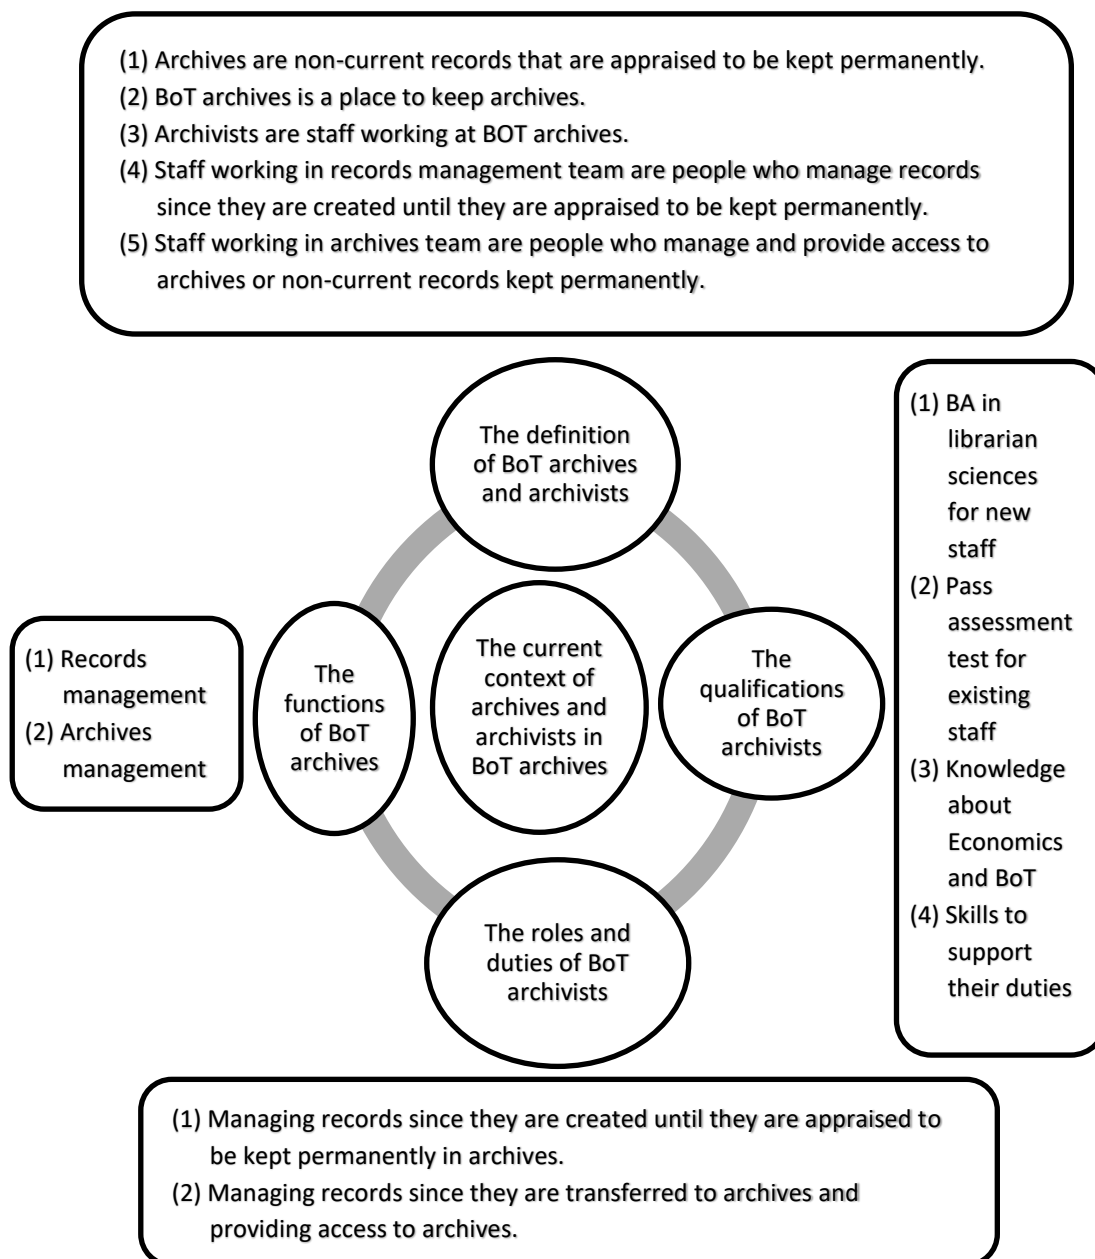 (1) Archives are non-current records that are appraised to be kept permanently.
(2) BoT archives is a place to keep archives.
(3) Archivists are staff working at BOT archives.
(4) Staff working in records management team are people who manage records
since they are created until they are appraised to be kept permanently.
(5) Staff working in archives team are people who manage and provide access to
archives or non-current records kept permanently.
The definition
of BoT archives
and archivists
(1) BA in
librarian
sciences
for new
staff
(2) Pass
assessment
test for
existing
staff
(3) Knowledge
about
Economics
and BoT
(4) Skills to
support
their duties
(1) Records
management
(2) Archives
management
The
functions
of BoT
archives
The current
context of
archives and
archivists in
BoT archives
The
qualifications
of BoT
archivists
The roles and
duties of BoT
archivists
(1) Managing records since they are created until they are appraised to
be kept permanently in archives.
(2) Managing records since they are transferred to archives and
providing access to archives.